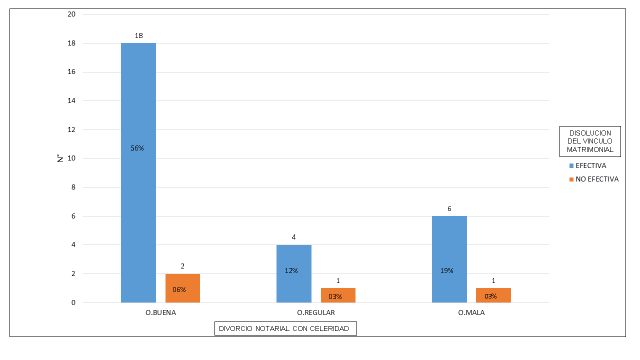 20
18
16
14
12
10
8
6
4
2
0
N°
18
56%
2
06%
4
12%
1
03%
6
19%
1
03%
O.BUENA
O.REGULAR
O.MALA
DIVORCIO NOTARIAL CON CELERIDAD
DISOLUCION
DEL VINCULO
MATRIMONIAL
EFECTIVA
NO EFECTIVA